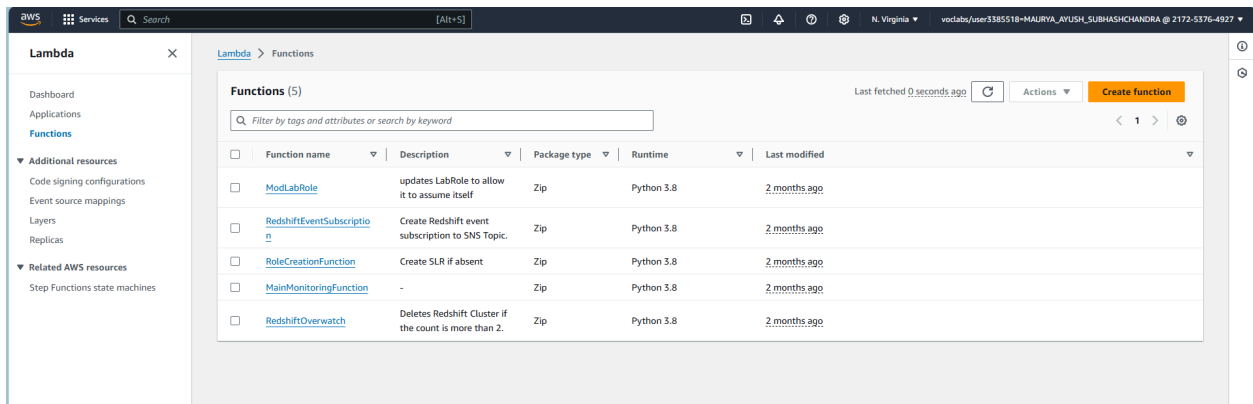 aws Services Search [Alt+S] N. Virginia ▼ voclabs/user3385518=MAURYA_AYUSH_SUBHASHCHANDRA @ 2172-5376-4927 ▼
Lambda
Lambda > Functions
Dashboard
Applications
Functions
Additional resources
Code signing configurations
Event source mappings
Layers
Replicas
Related AWS resources
Step Functions state machines
Functions (5)
Last fetched 0 seconds ago Actions ▼ Create function
Filter by tags and attributes or search by keyword
< 1 >
Function name Description Package type Runtime Last modified
ModLabRole updates LabRole to allow Zip Python 3.8 2 months ago
it to assume itself
RedshiftEventSubscriptio Create Redshift event Zip Python 3.8 2 months ago
n subscription to SNS Topic.
RoleCreationFunction Create SLR if absent Zip Python 3.8 2 months ago
MainMonitoringFunction - Zip Python 3.8 2 months ago
RedshiftOverwatch Deletes Redshift Cluster if Zip Python 3.8 2 months ago
the count is more than 2.